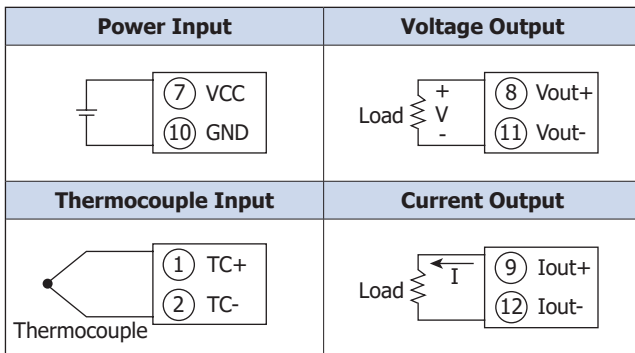 Power Input
Voltage Output
7 VCC
10 GND
Load
+
V
-
8 Vout+
11 Vout-
Thermocouple Input
Current Output
1 TC+
2 TC-
Thermocouple
Load
I
9 Iout+
12 Iout-